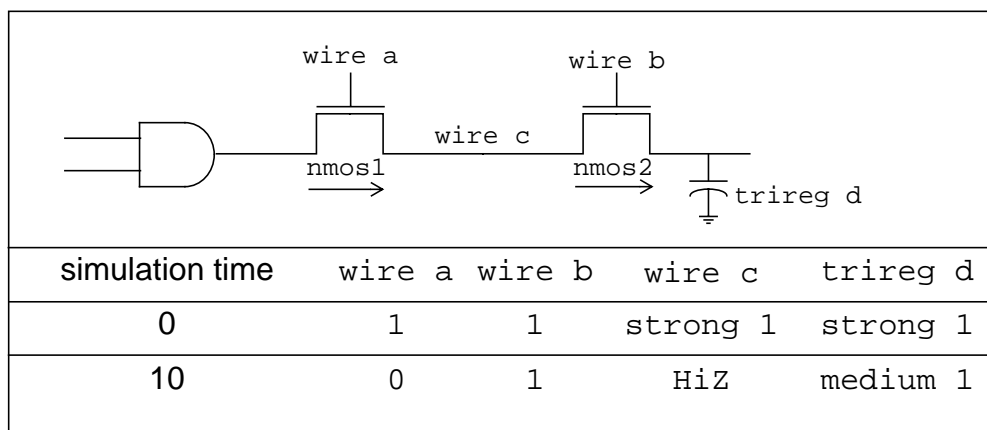 wire a
wire b
wire c
nmos1
nmos2
trireg d
simulation time wire a wire b wire c trireg d
0 1 1 strong 1 strong 1
10 0 1 HiZ medium 1